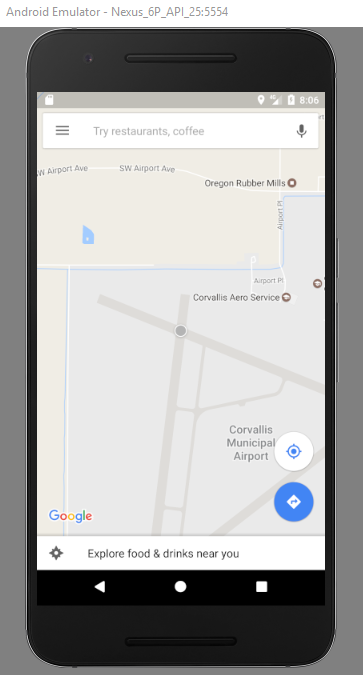 Android Emulator - Nexus_6P_API_25:5554
8:06
Try restaurants, coffee
SW Airport Ave
SW Airport Ave
Oregon Rubber Mills
Airport Pl
Airport Pl
Corvallis Aero Service
Corvallis
Municipal
Airport
Google
Explore food & drinks near you